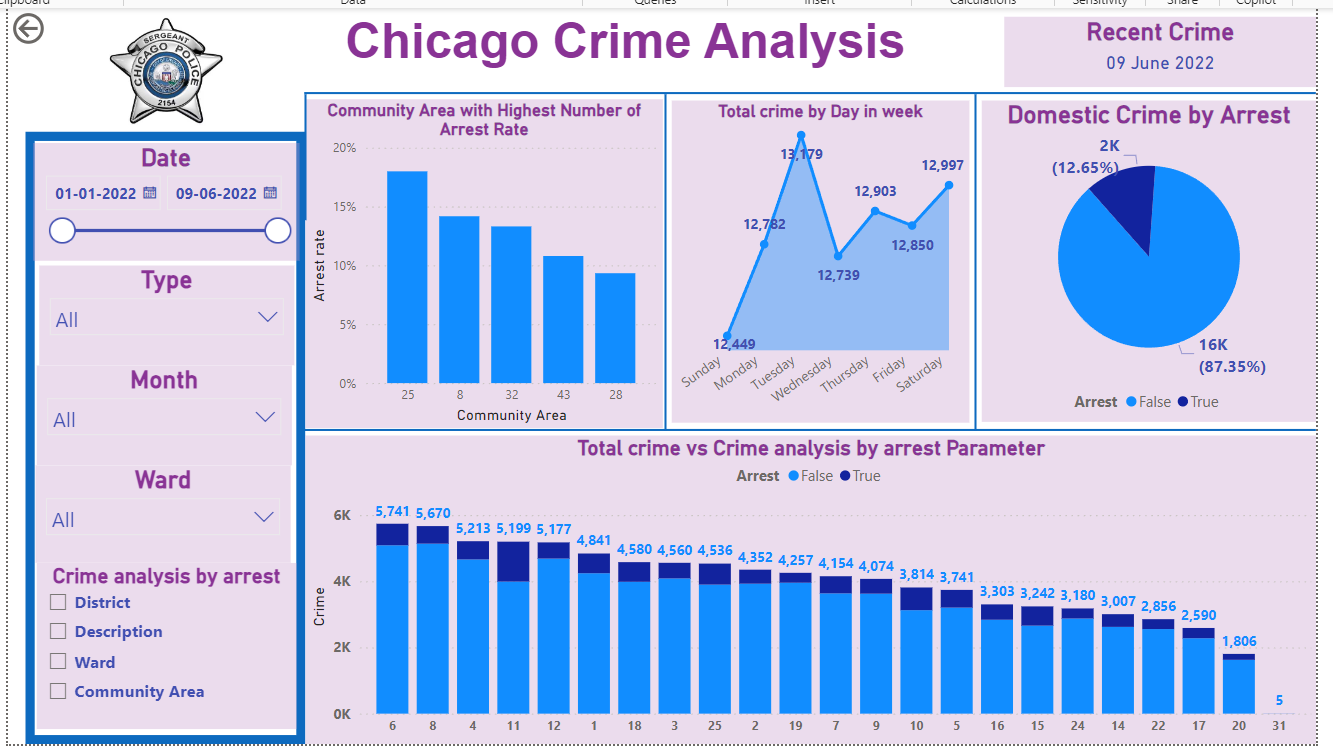 Clipboard
Data
Queries
Insert
Calculations
Sensitivity
Share
Copilot
SERGEANT
CHICAGO POLICE
2154
Chicago Crime Analysis
Recent Crime
09 June 2022
Date
01-01-2022
09-06-2022
Type
All
Month
All
Ward
All
Crime analysis by arrest
District
Description
Ward
Community Area
Community Area with Highest Number of
Arrest Rate
Arrest rate
20%
15%
10%
5%
0%
25 8 32 43 28
Community Area
Total crime by Day in week
12,449
12,782
13,179
12,739
12,903
12,850
12,997
Sunday
Monday
Tuesday
Wednesday
Thursday
Friday
Saturday
Domestic Crime by Arrest
2K
(12.65%)
16K
(87.35%)
Arrest False True
Total crime vs Crime analysis by arrest Parameter
Arrest False True
Crime
6K
4K
2K
0K
5,741 5,670 5,213 5,199 5,177 4,841 4,580 4,560 4,536 4,352 4,257 4,154 4,074 3,814 3,741 3,303 3,242 3,180 3,007 2,856 2,590 1,806 5
6 8 4 11 12 1 18 3 25 2 19 7 9 10 5 16 15 24 14 22 17 20 31